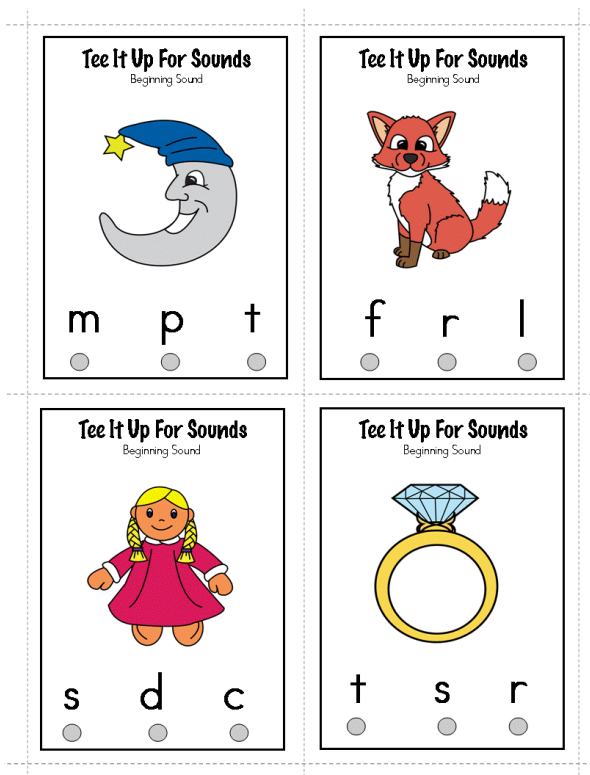 Tee It Up For Sounds
Beginning Sound
m p t
Tee It Up For Sounds
Beginning Sound
f r l
Tee It Up For Sounds
Beginning Sound
s d c
Tee It Up For Sounds
Beginning Sound
t s r